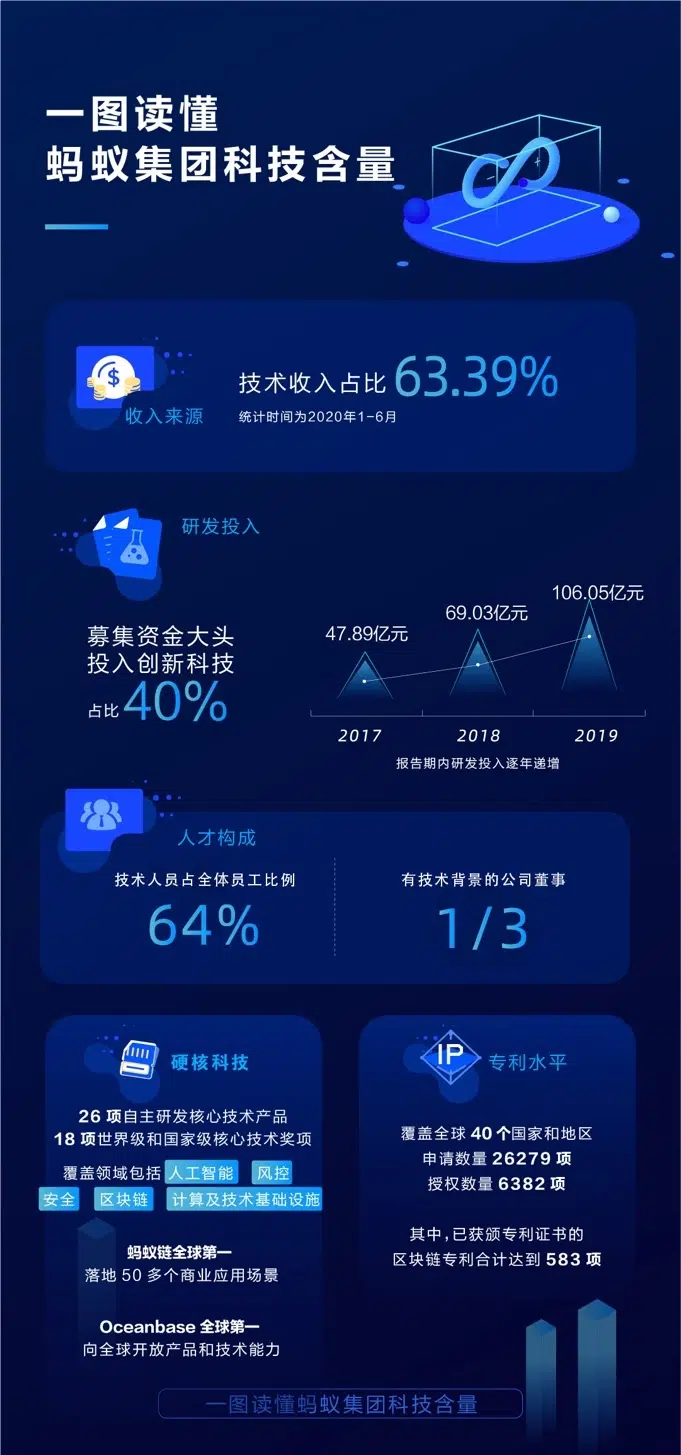 一图读懂
蚂蚁集团科技含量
收入来源
技术收入占比 63.39%
统计时间为2020年1-6月
研发投入
募集资金大头
投入创新科技
占比 40%
47.89亿元
69.03亿元
106.05亿元
2017
2018
2019
报告期内研发投入逐年递增
人才构成
技术人员占全体员工比例
64%
有技术背景的公司董事
1/3
硬核科技
26 项自主研发核心技术产品
18 项世界级和国家级核心技术奖项
覆盖领域包括 人工智能 风控
安全 区块链 计算及技术基础设施
蚂蚁链全球第一
落地 50 多个商业应用场景
Oceanbase 全球第一
向全球开放产品和技术能力
IP
专利水平
覆盖全球 40 个国家和地区
申请数量 26279 项
授权数量 6382 项
其中,已获颁专利证书的
区块链专利合计达到 583 项
一图读懂蚂蚁集团科技含量